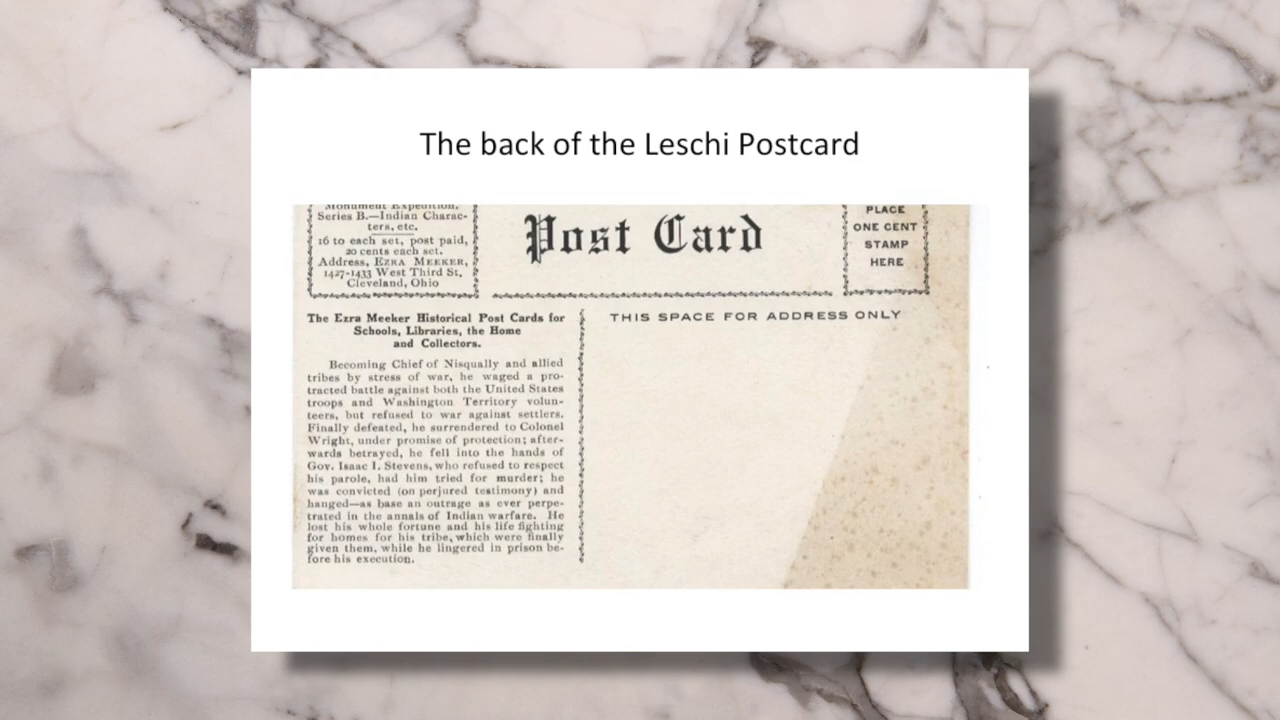 The back of the Leschi Postcard
Monument Expedition.
Series B.—Indian Charac-
ters, etc.
16 to each set, post paid,
20 cents each set.
Address, EZRA MEEKER,
1427-1433 West Third St,
Cleveland, Ohio
Post Card
PLACE
ONE CENT
STAMP
HERE
The Ezra Meeker Historical Post Cards for
Schools, Libraries, the Home
and Collectors.
Becoming Chief of Nisqually and allied
tribes by stress of war, he waged a pro-
tracted battle against both the United States
troops and Washington Territory volun-
teers, but refused to war against settlers.
Finally defeated, he surrendered to Colonel
Wright, under promise of protection; after-
wards betrayed, he fell into the hands of
Gov. Isaac I. Stevens, who refused to respect
his parole, had him tried for murder; he
was convicted (on perjured testimony) and
hanged—as base an outrage as ever perpe-
trated in the annals of Indian warfare. He
lost his whole fortune and his life fighting
for homes for his tribe, which were finally
given them, while he lingered in prison be-
fore his execution.
THIS SPACE FOR ADDRESS ONLY